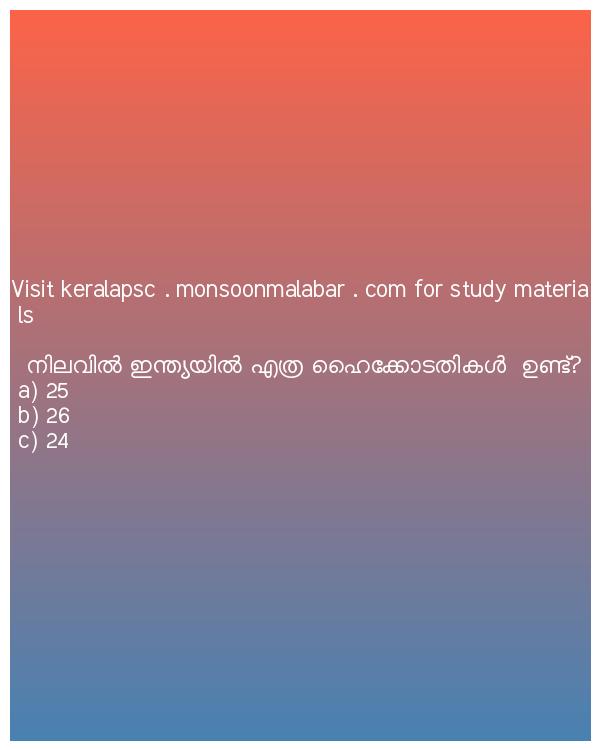 Visit keralapsc . monsoonmalabar . com for study materia
ls
നിലവിൽ ഇന്ത്യയിൽ എത്ര ഹൈക്കോടതികൾ ഉണ്ട്?
a) 25
b) 26
c) 24